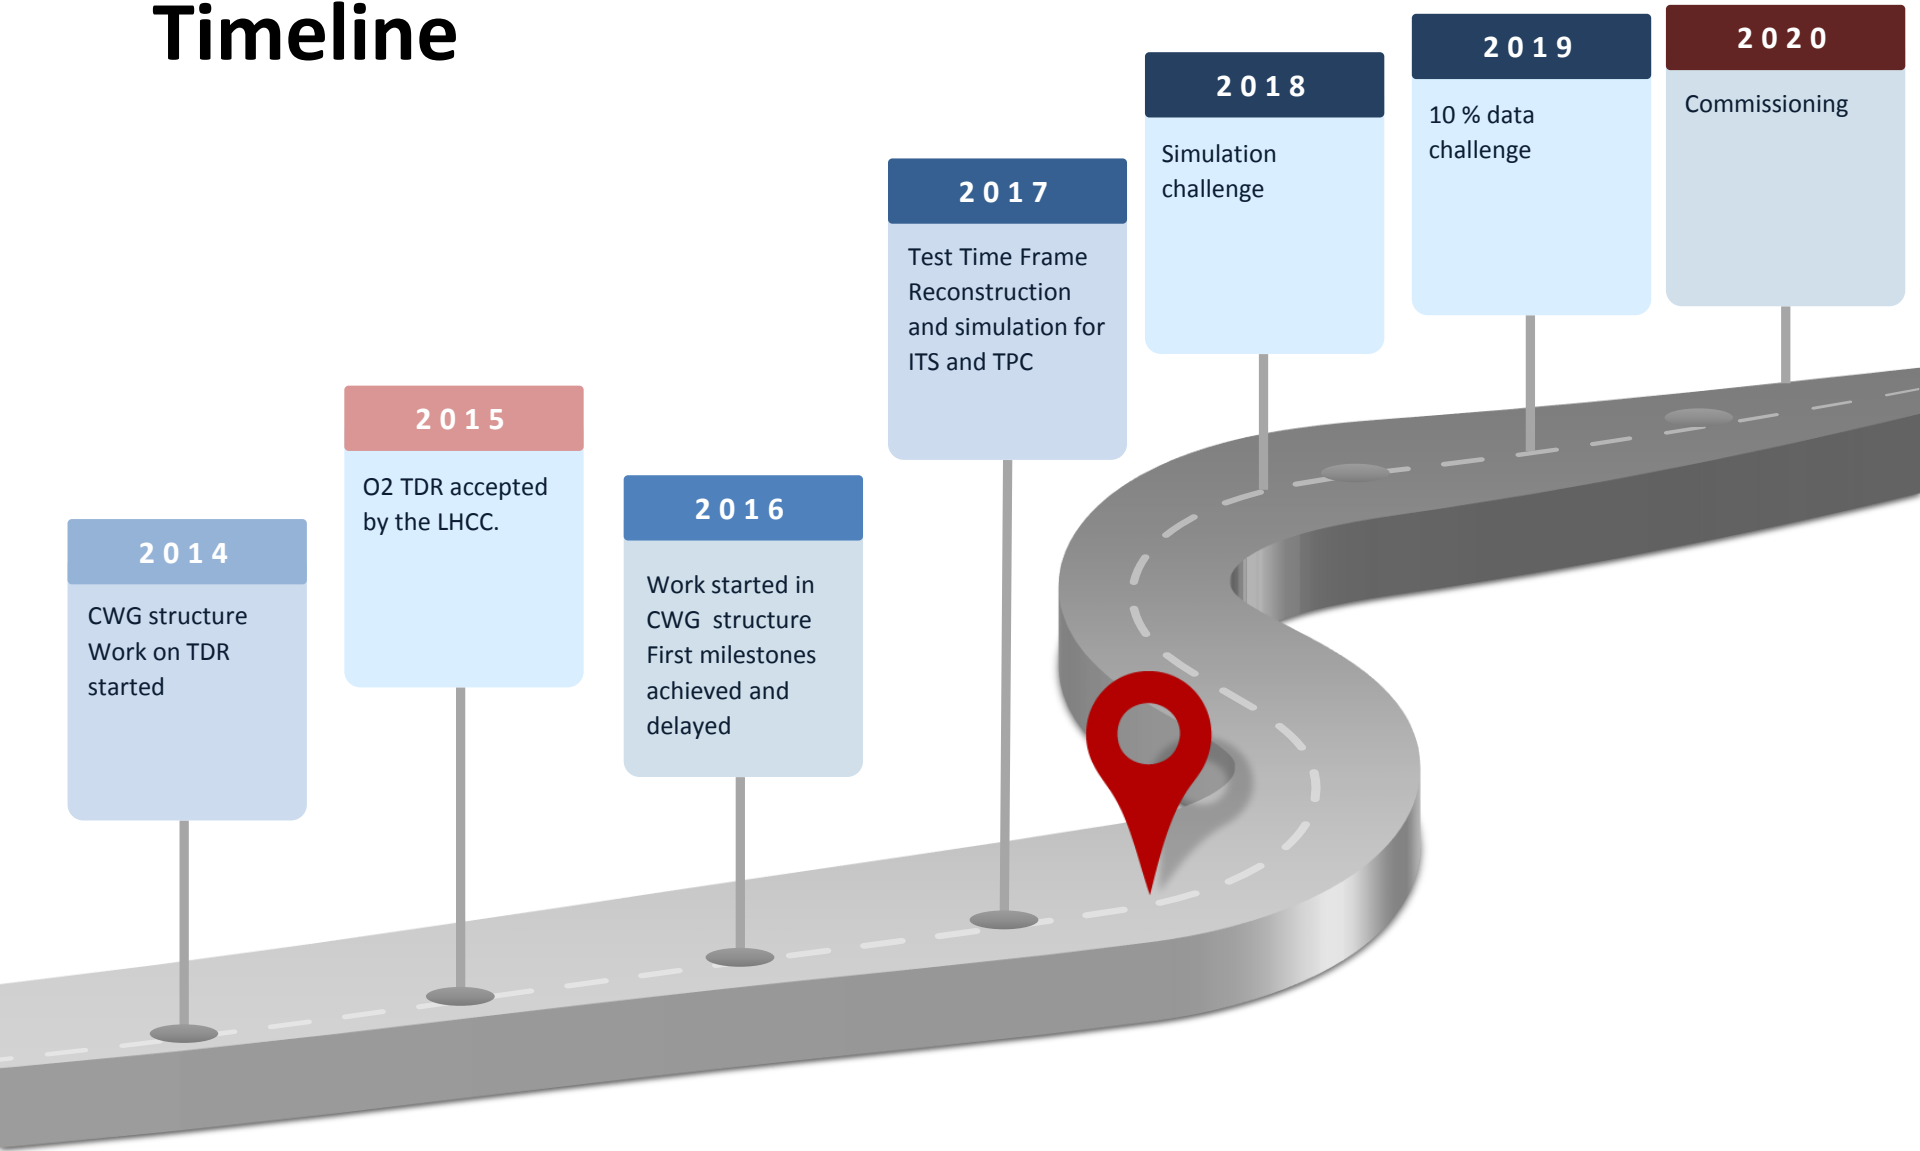 Timeline
2014
CWG structure
Work on TDR
started
2015
O2 TDR accepted
by the LHCC.
2016
Work started in
CWG  structure
First milestones
achieved and
delayed
2017
Test Time Frame
Reconstruction
and simulation for
ITS and TPC
2018
Simulation
challenge
2019
10 % data
challenge
2020
Commissioning